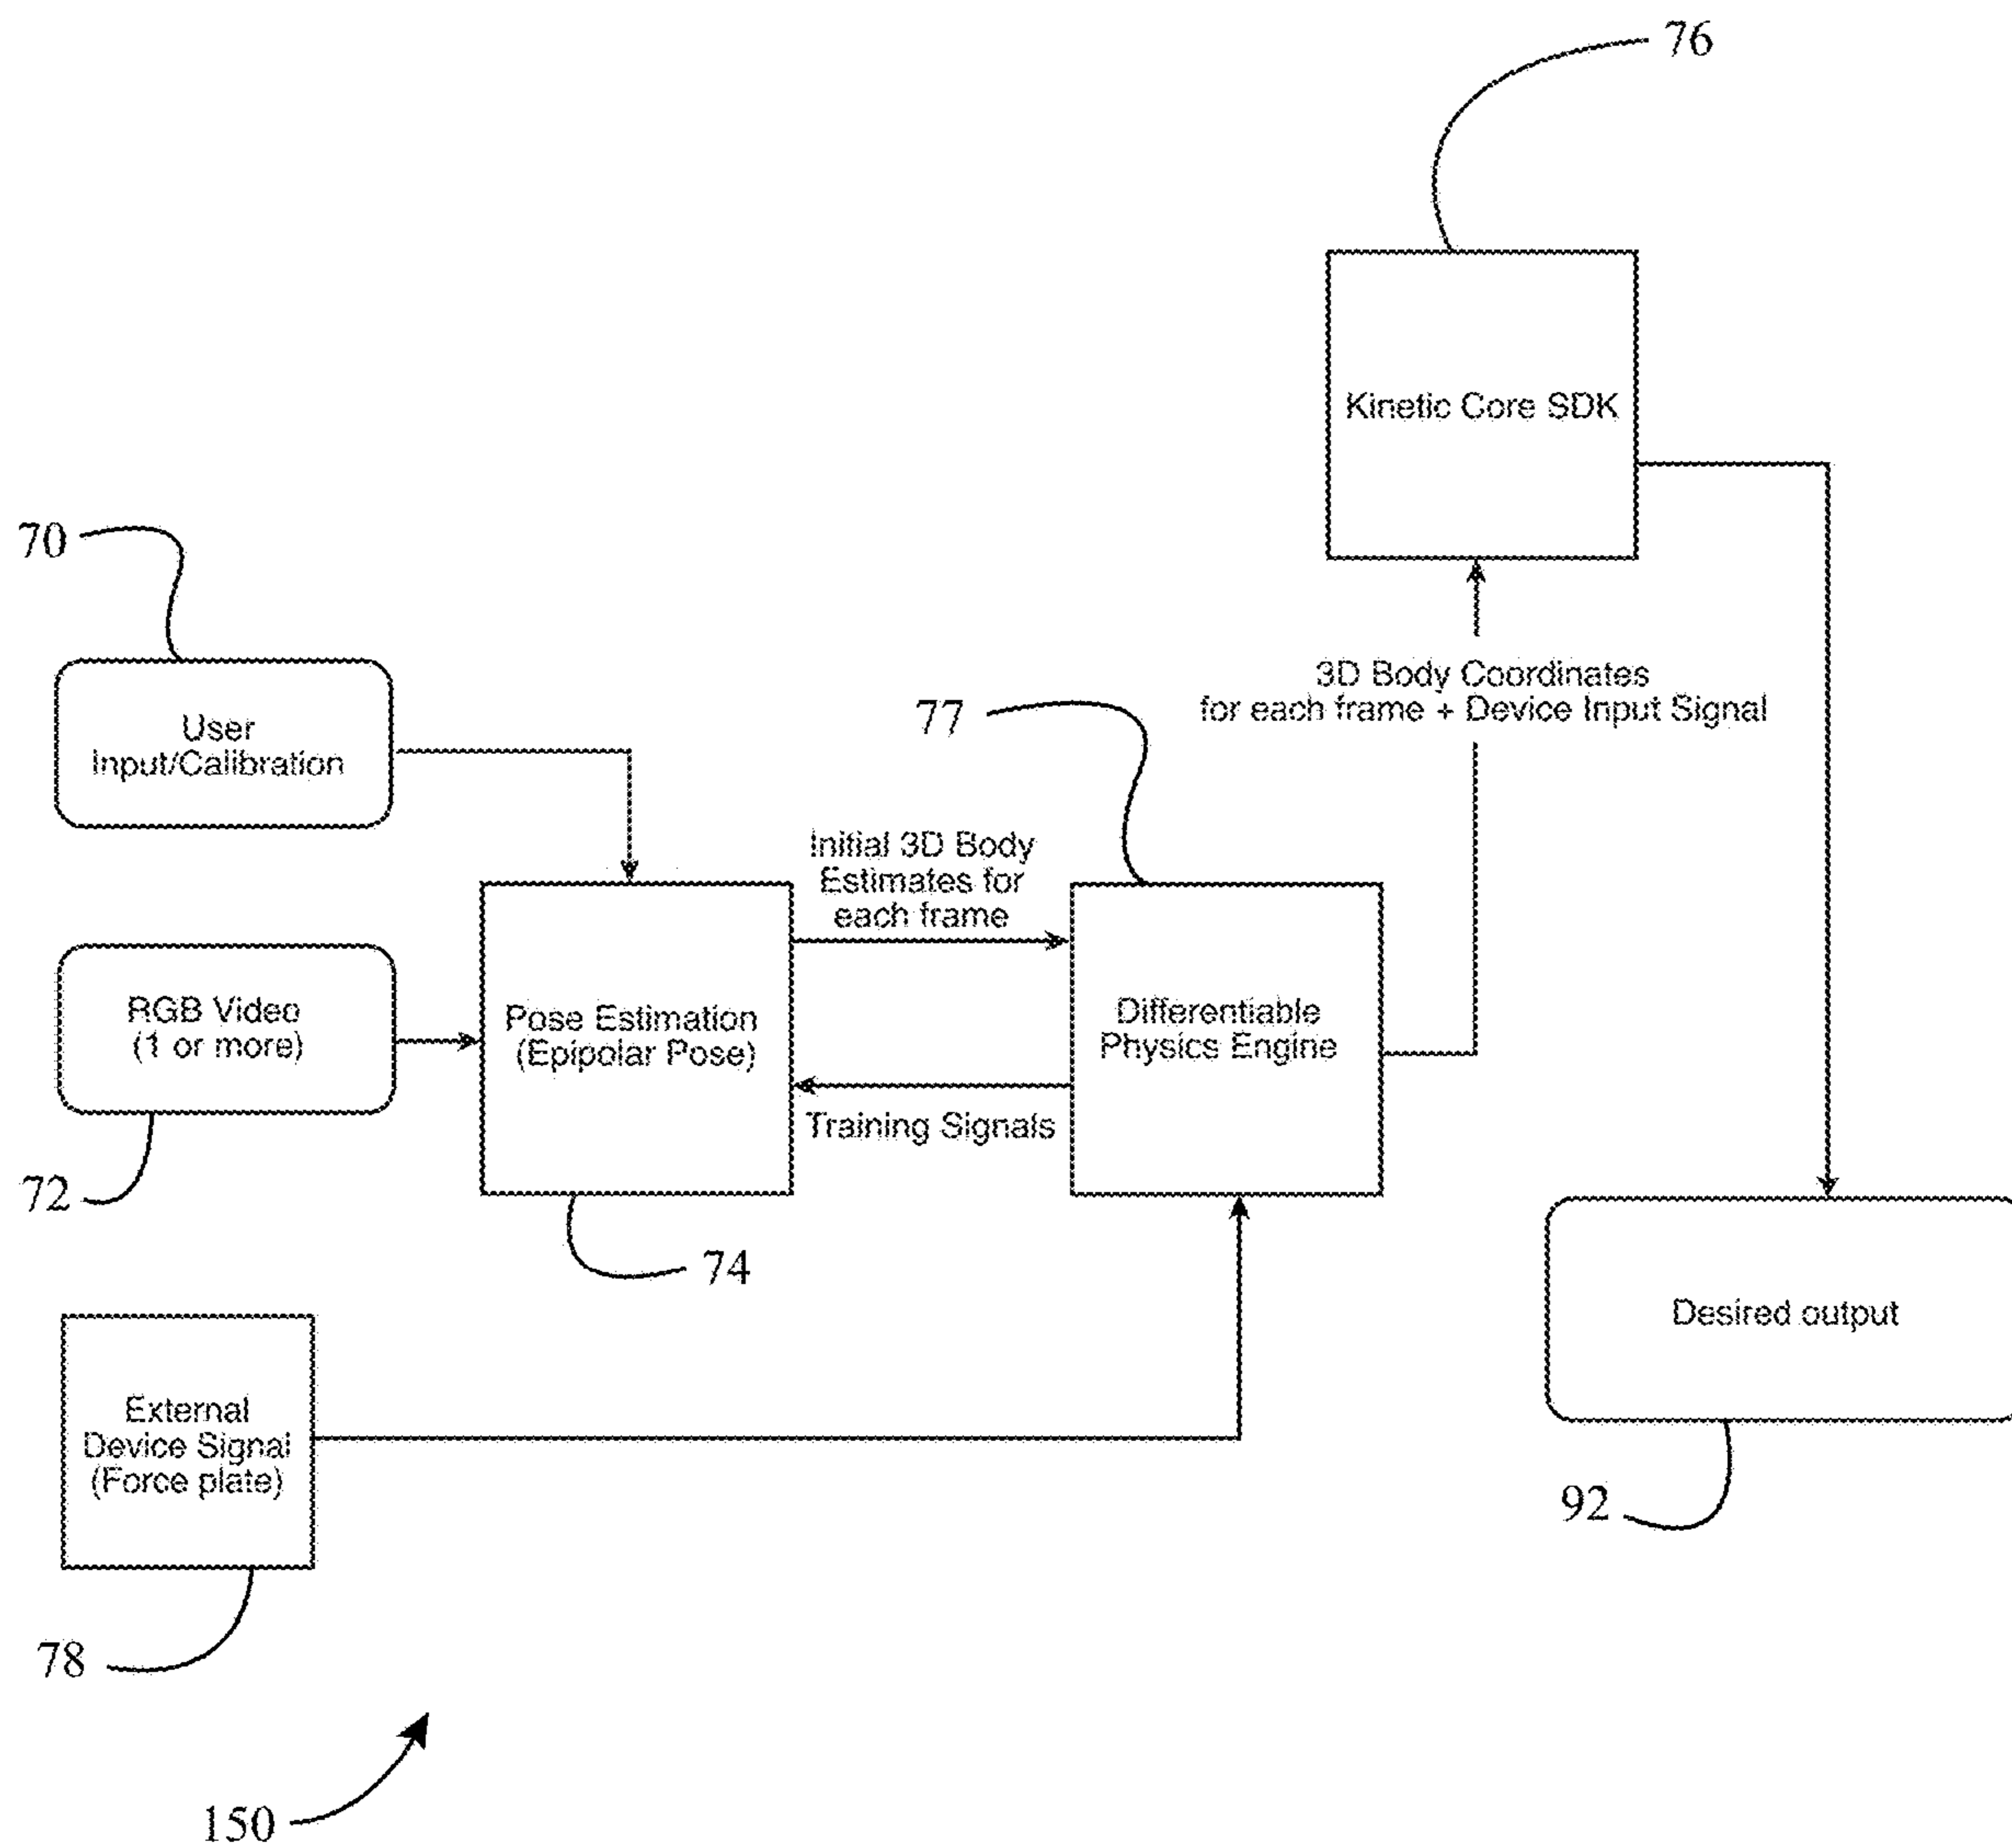 76
Kinetic Core SDK
70
User
Input/Calibration
77
3D Body Coordinates
for each frame + Device Input Signal
Initial 3D Body
Estimates for
each frame
RGB Video
(1 or more)
Pose Estimation
(Epipolar Pose)
Differentiable
Physics Engine
Training Signals
72
74
Desired output
External
Device Signal
(Force plate)
92
78
150